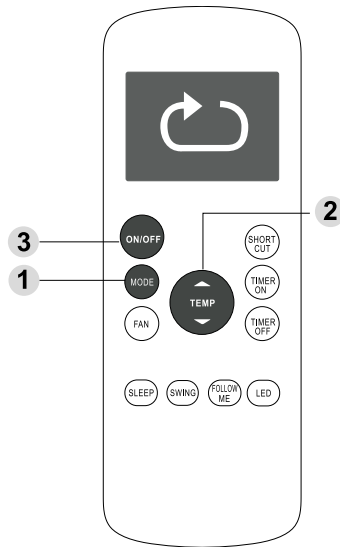 2
3
ON/OFF
SHORT
CUT
1
MODE
TEMP
TIMER
ON
FAN
TIMER
OFF
SLEEP
SWING
FOLLOW
ME
LED